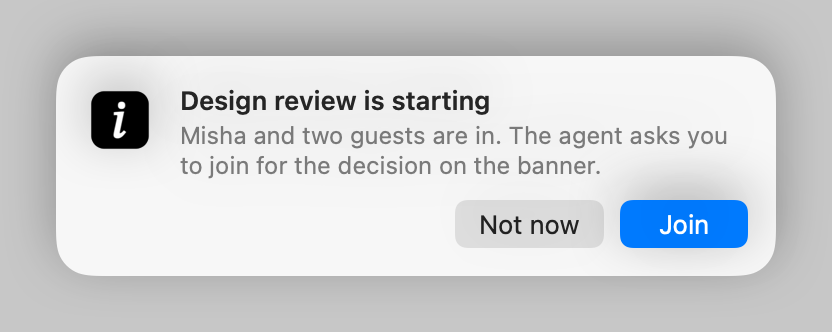 i
Design review is starting
Misha and two guests are in. The agent asks you
to join for the decision on the banner.
Not now
Join